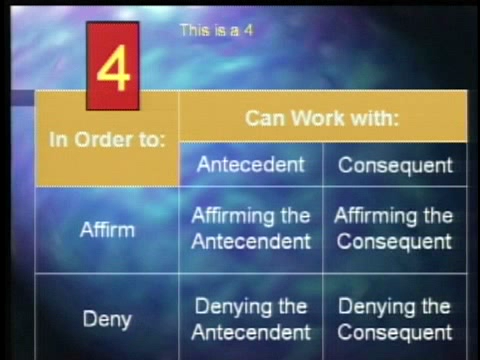 This is a 4
4
In Order to:
Can Work with:
Antecedent
Consequent
Affirm
Affirming the
Antecendent
Affirming the
Consequent
Deny
Denying the
Antecendent
Denying the
Consequent